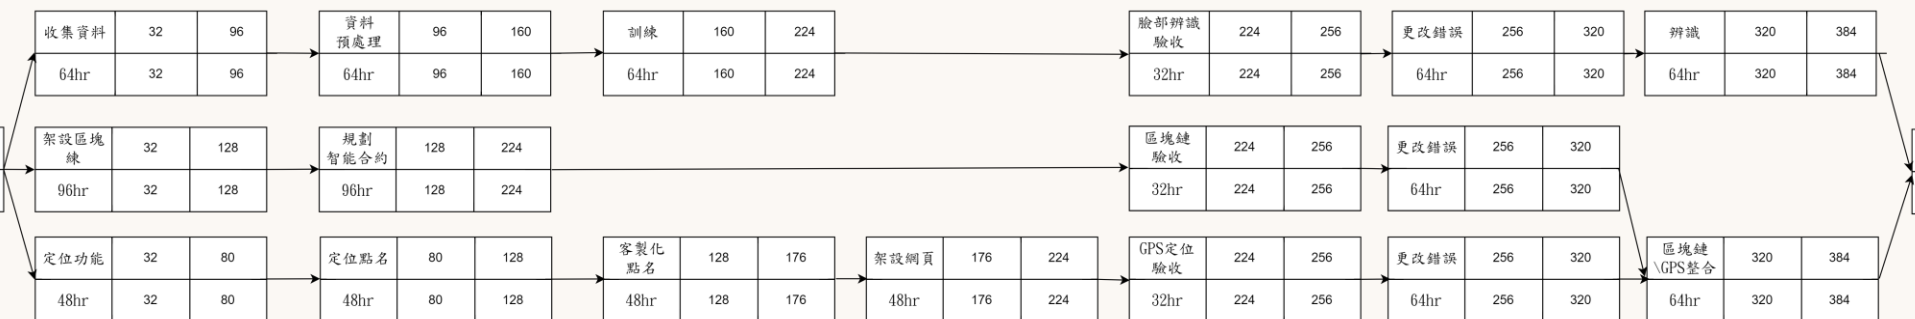 收集資料 32 96
64hr 32 96
資料
預處理 96 160
64hr 96 160
訓練 160 224
64hr 160 224
臉部辨識
驗收 224 256
32hr 224 256
更改錯誤 256 320
64hr 256 320
辨識 320 384
64hr 320 384
架設區塊
練 32 128
96hr 32 128
規劃
智能合約 128 224
96hr 128 224
區塊鏈
驗收 224 256
32hr 224 256
更改錯誤 256 320
64hr 256 320
定位功能 32 80
48hr 32 80
定位點名 80 128
48hr 80 128
客製化
點名 128 176
48hr 128 176
架設網頁 176 224
48hr 176 224
GPS定位
驗收 224 256
32hr 224 256
更改錯誤 256 320
64hr 256 320
區塊鏈
\GPS整合 320 384
64hr 320 384